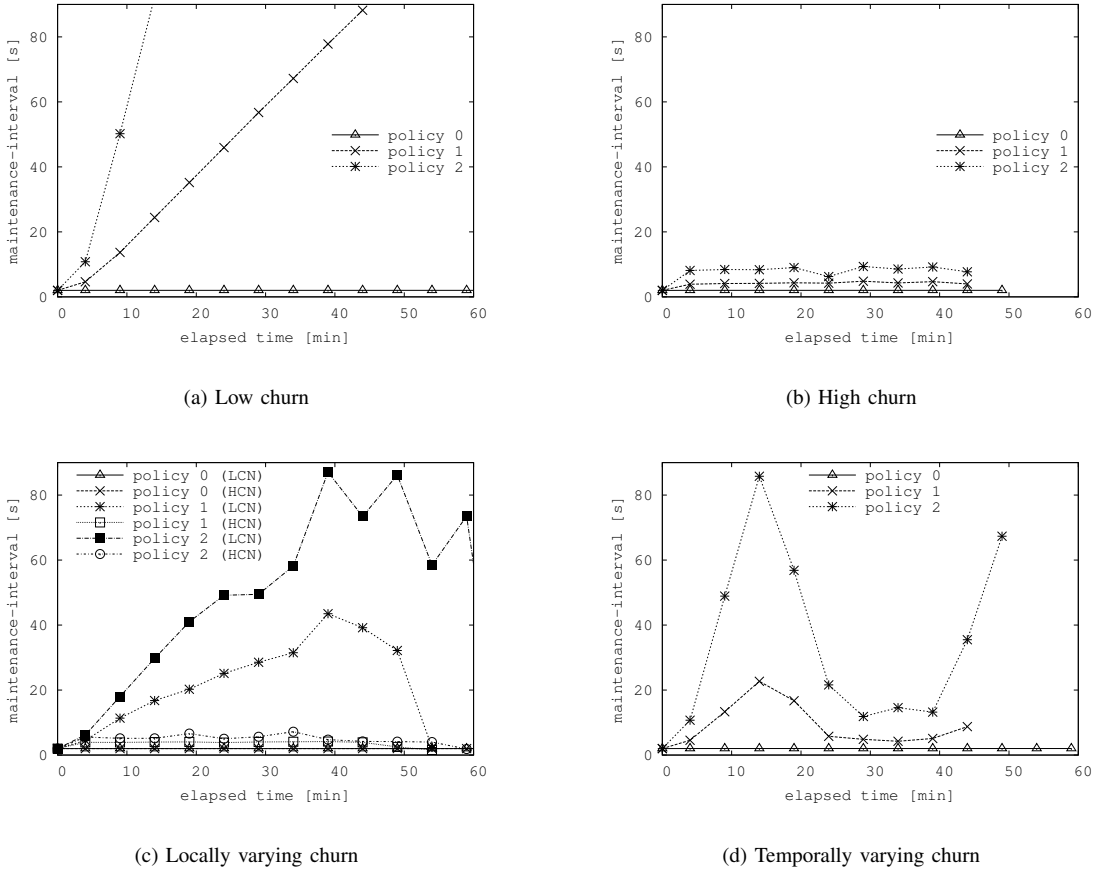 maintenance-interval [s]
80
60
40
20
0
policy 0
policy 1
policy 2
0 10 20 30 40 50 60
elapsed time [min]
(a) Low churn
maintenance-interval [s]
80
60
40
20
0
policy 0
policy 1
policy 2
0 10 20 30 40 50 60
elapsed time [min]
(b) High churn
maintenance-interval [s]
80
60
40
20
0
policy 0 (LCN)
policy 0 (HCN)
policy 1 (LCN)
policy 1 (HCN)
policy 2 (LCN)
policy 2 (HCN)
0 10 20 30 40 50 60
elapsed time [min]
(c) Locally varying churn
maintenance-interval [s]
80
60
40
20
0
policy 0
policy 1
policy 2
0 10 20 30 40 50 60
elapsed time [min]
(d) Temporally varying churn